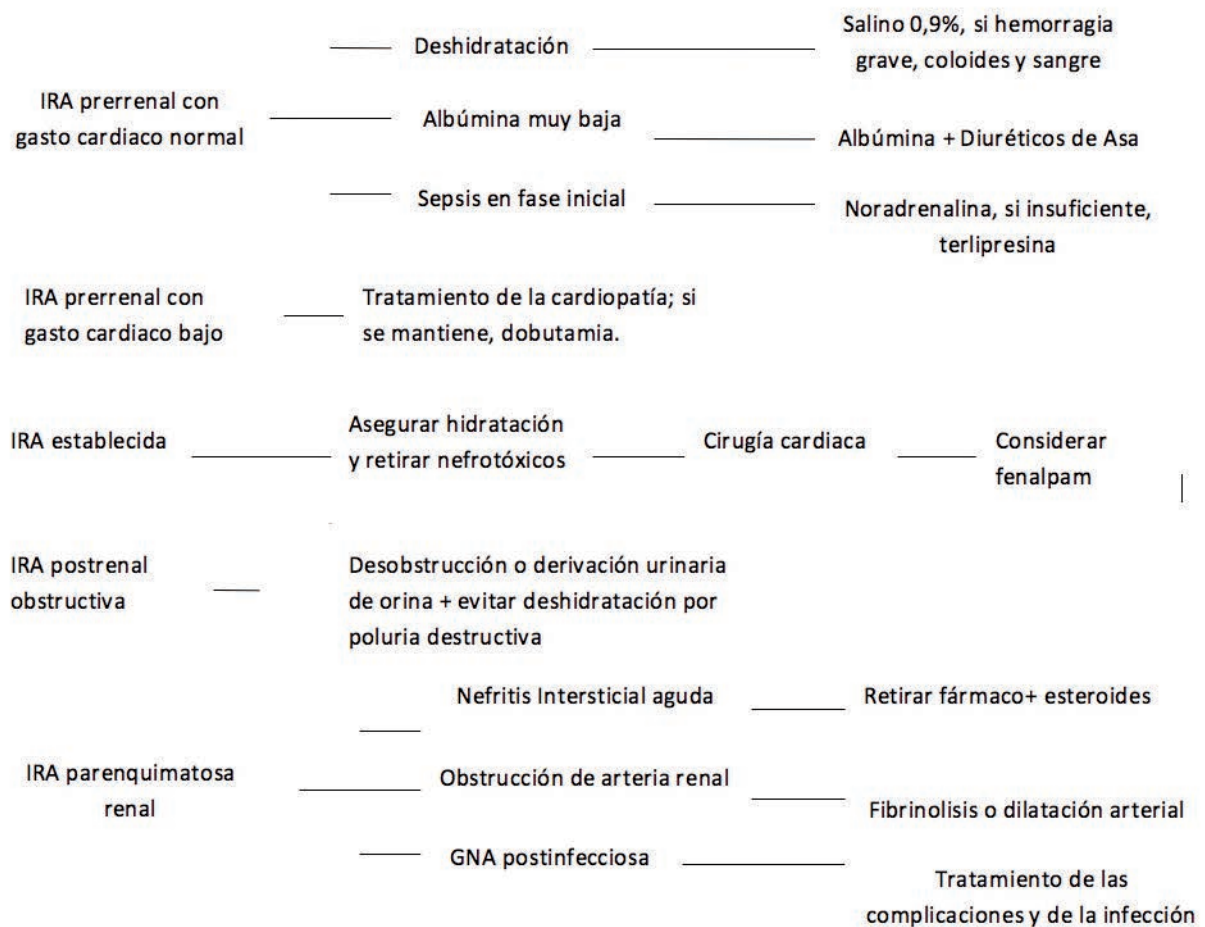 Deshidratación
Salino 0,9%, si hemorragia
grave, coloides y sangre
IRA prerrenal con
gasto cardiaco normal
Albúmina muy baja
Albúmina + Diuréticos de Asa
Sepsis en fase inicial
Noradrenalina, si insuficiente,
terlipresina
IRA prerrenal con
gasto cardiaco bajo
Tratamiento de la cardiopatía; si
se mantiene, dobutamia.
IRA establecida
Asegurar hidratación
y retirar nefrotóxicos
Cirugía cardiaca
Considerar
fenalpam
IRA postrenal
obstructiva
Desobstrucción o derivación urinaria
de orina + evitar deshidratación por
poluria destructiva
Nefritis Intersticial aguda
Retirar fármaco+ esteroides
IRA parenquimatosa
renal
Obstrucción de arteria renal
Fibrinolisis o dilatación arterial
GNA postinfecciosa
Tratamiento de las
complicaciones y de la infección